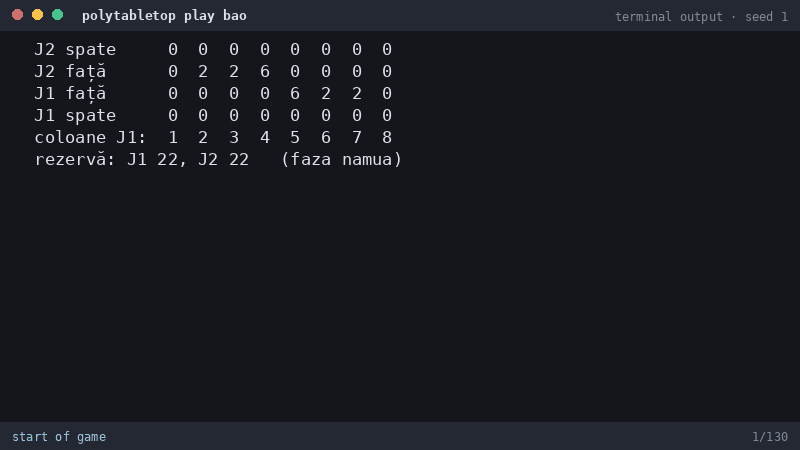 polytabletop play bao
terminal output · seed 1
J2 spate 0 0 0 0 0 0 0 0
J2 față 0 2 2 6 0 0 0 0
J1 față 0 0 0 0 6 2 2 0
J1 spate 0 0 0 0 0 0 0 0
coloane J1: 1 2 3 4 5 6 7 8
rezervă: J1 22, J2 22 (faza namua)
start of game
1/130